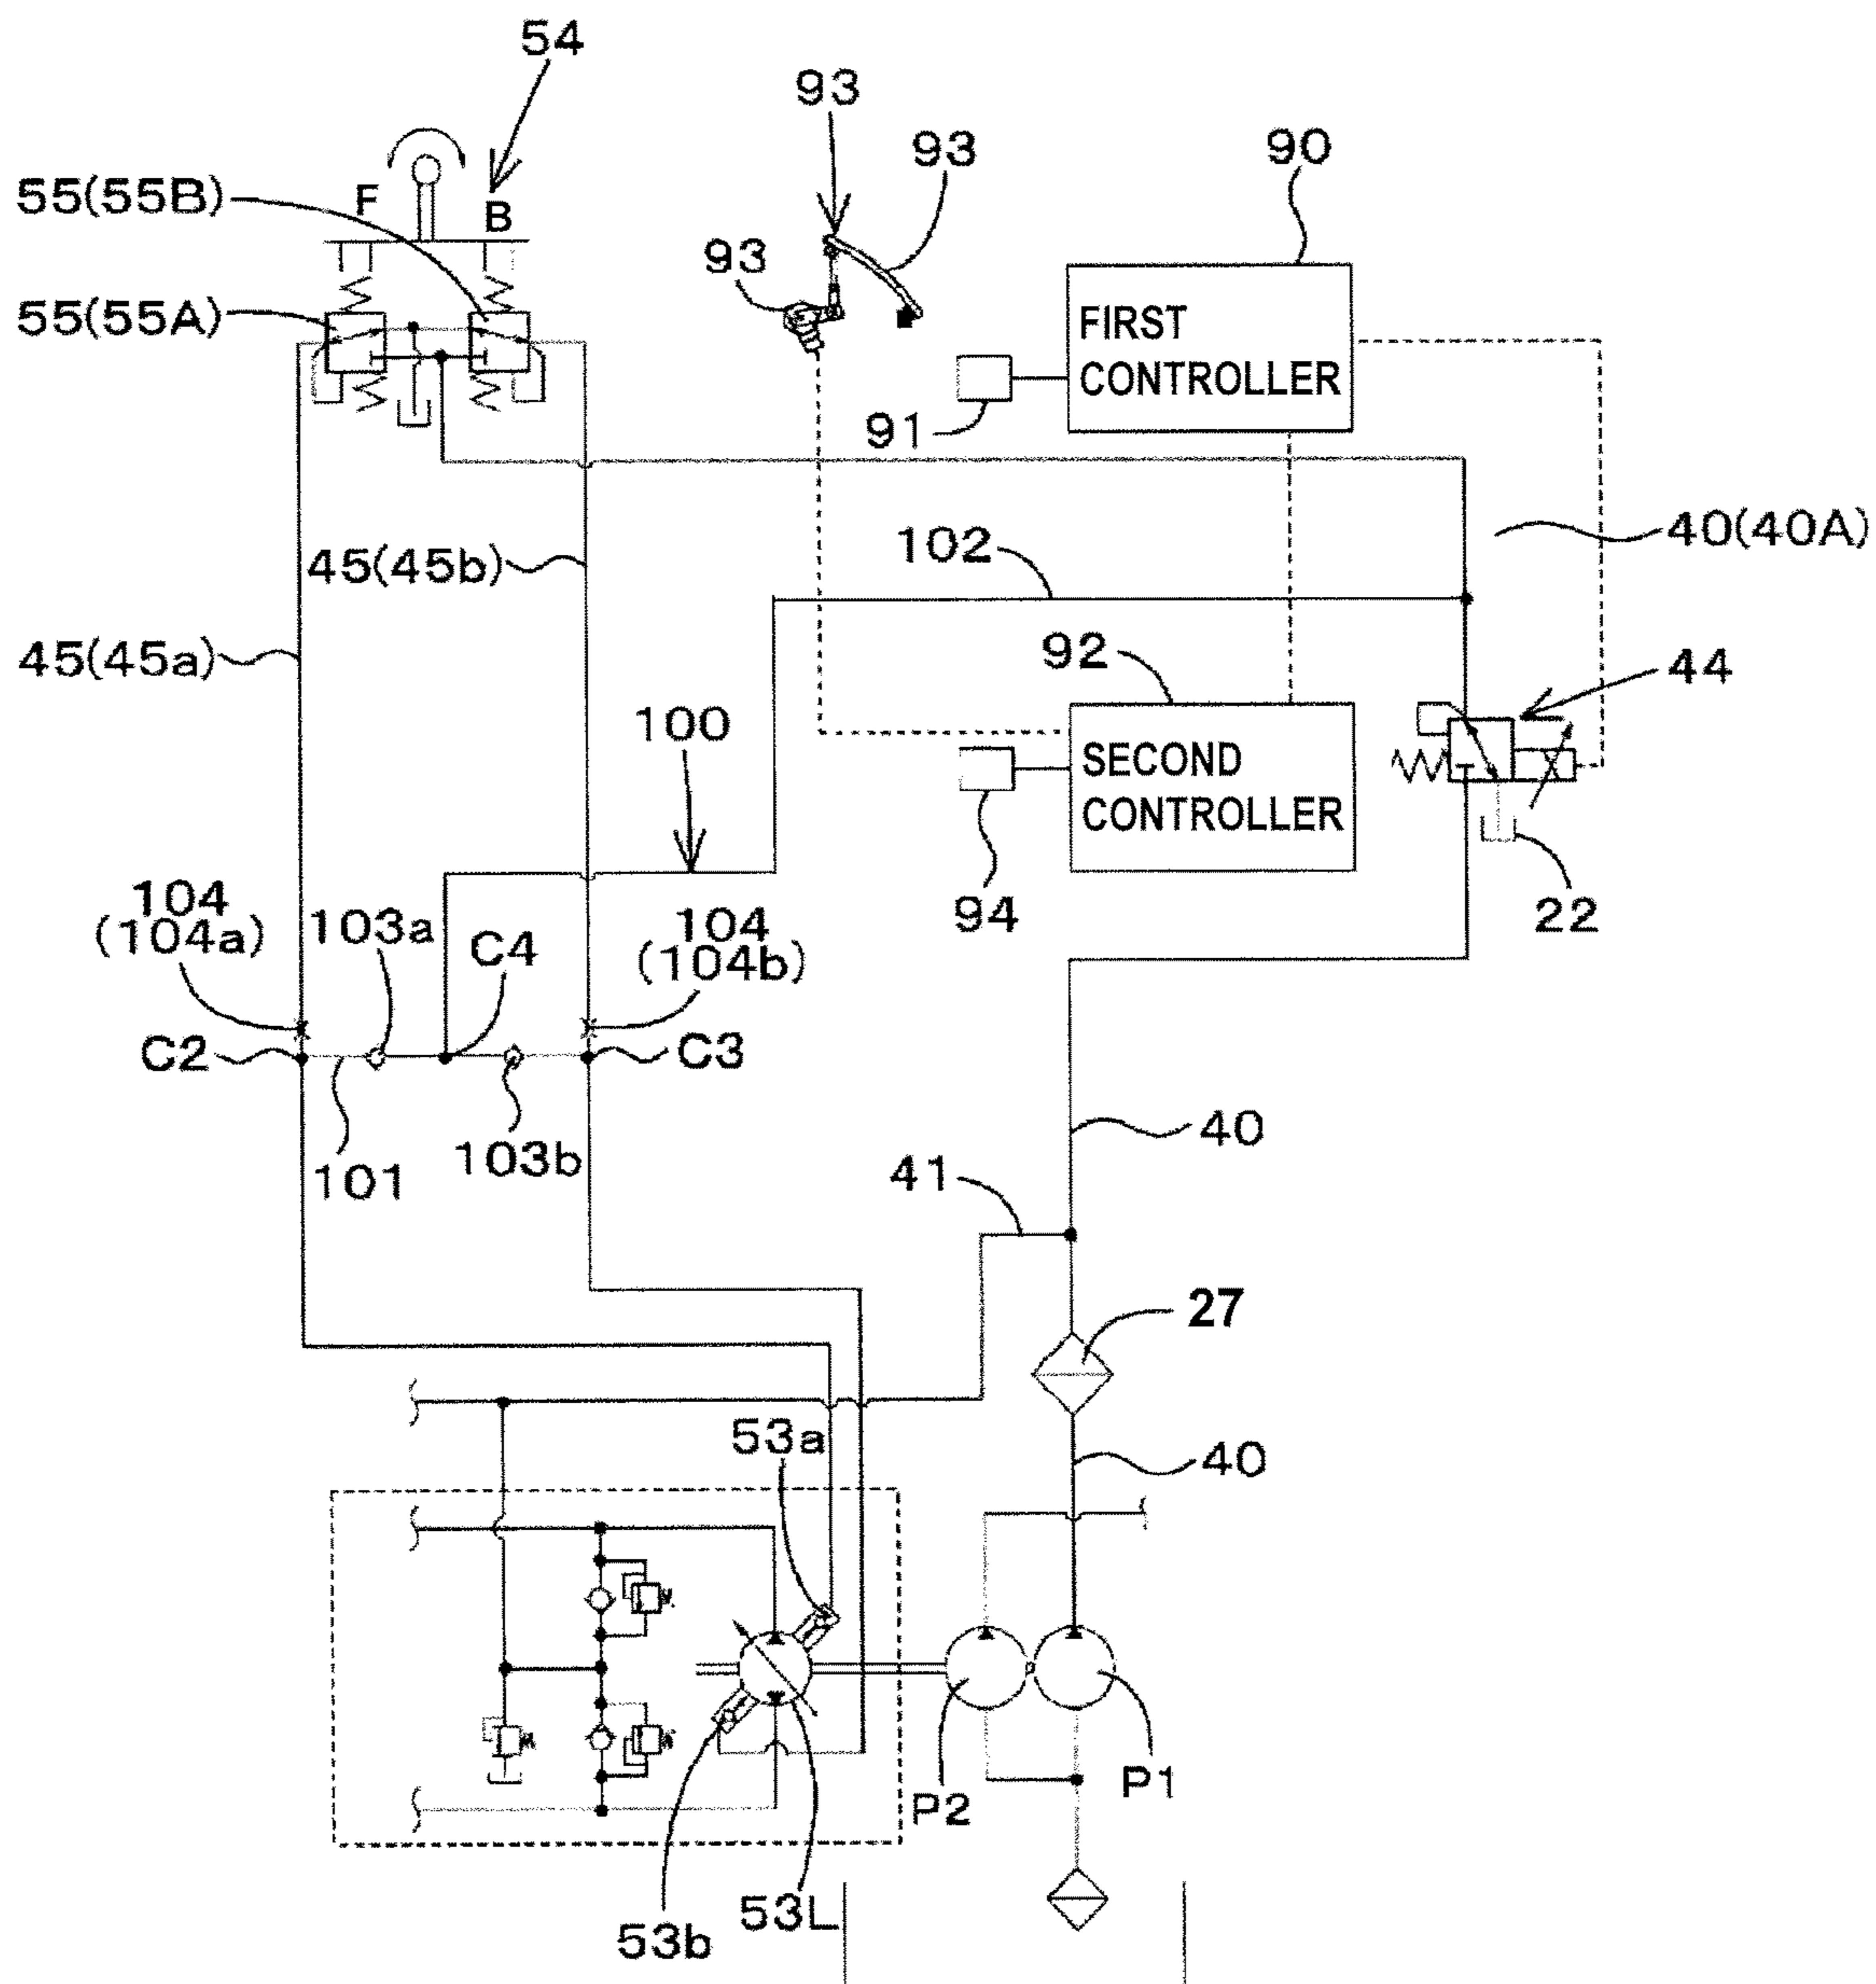 54
93
93
90
55(55B)
F
B
93
55(55A)
FIRST
CONTROLLER
91
40(40A)
102
45(45b)
45(45a)
92
44
100
SECOND
CONTROLLER
104
(104a)
103a
C4
104
(104b)
94
22
C2
C3
40
101
103b
41
27
53a
40
P2
P1
53b
53L